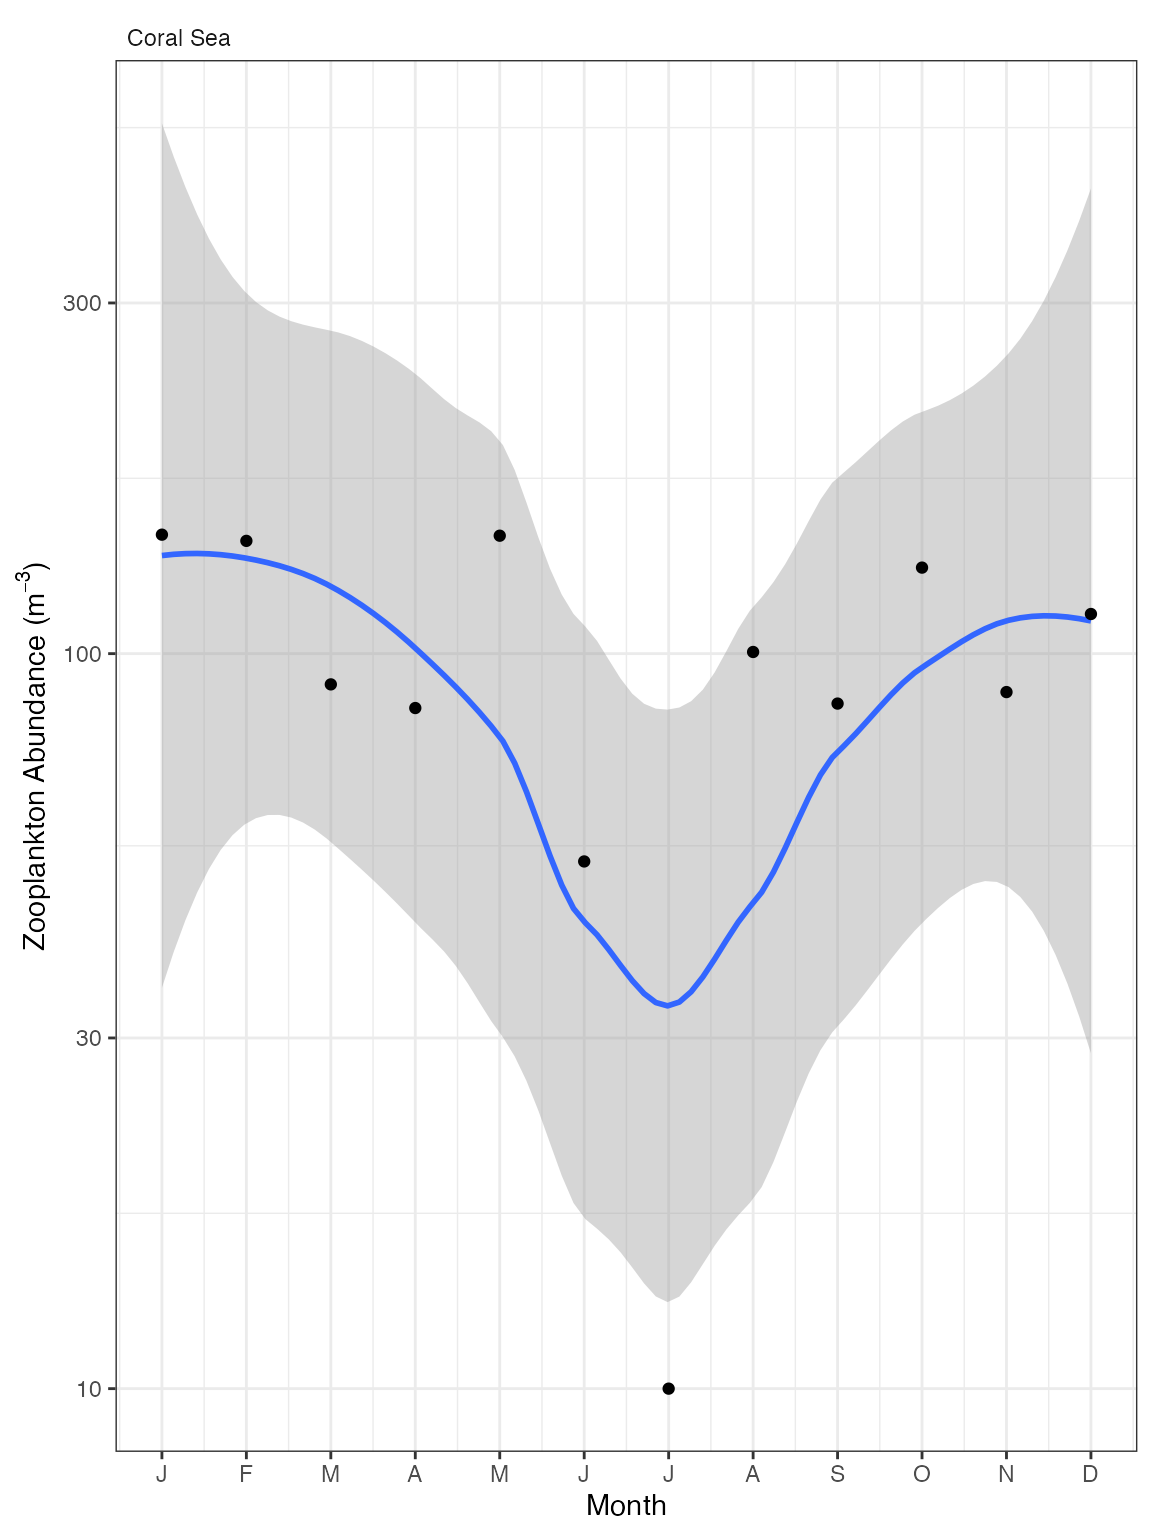 Coral Sea
Zooplankton Abundance (m⁻³)
300
100
30
10
J F M A M J J A S O N D
Month